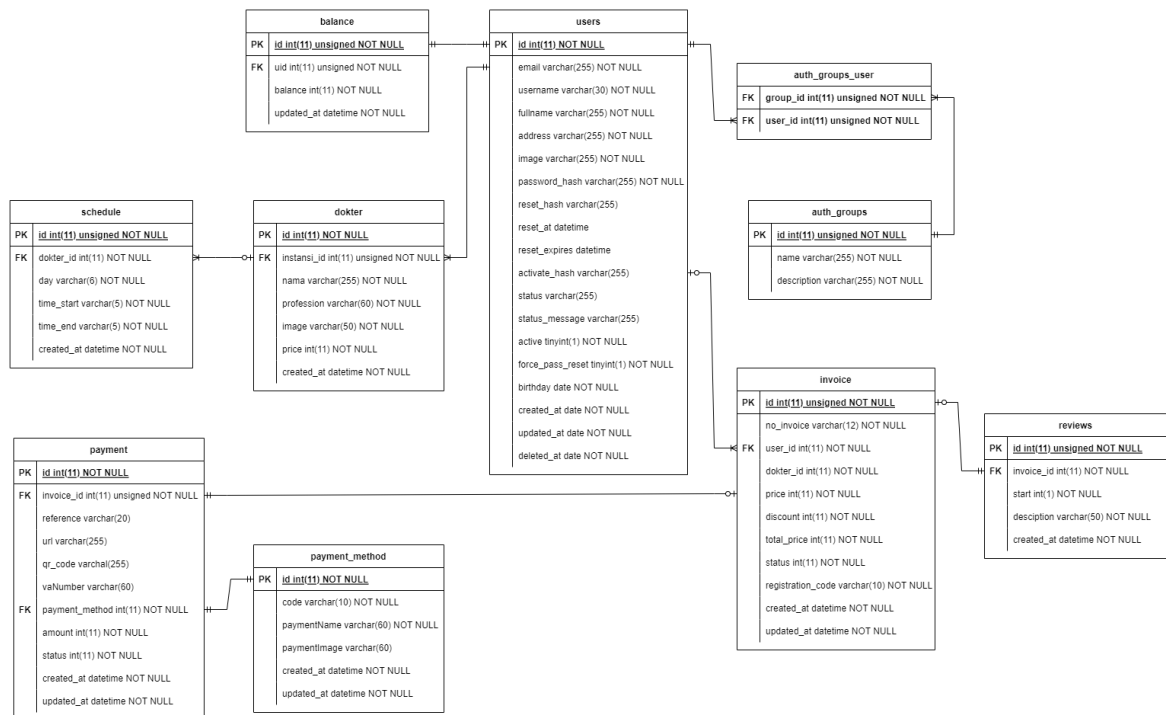 balance
PK id int(11) unsigned NOT NULL
FK uid int(11) unsigned NOT NULL
balance int(11) NOT NULL
updated_at datetime NOT NULL
users
PK id int(11) NOT NULL
email varchar(255) NOT NULL
username varchar(30) NOT NULL
fullname varchar(255) NOT NULL
address varchar(255) NOT NULL
image varchar(255) NOT NULL
password_hash varchar(255) NOT NULL
reset_hash varchar(255)
reset_at datetime
reset_expires datetime
activate_hash varchar(255)
status varchar(255)
status_message varchar(255)
active tinyint(1) NOT NULL
force_pass_reset tinyint(1) NOT NULL
birthday date NOT NULL
created_at date NOT NULL
updated_at date NOT NULL
deleted_at date NOT NULL
auth_groups_user
FK group_id int(11) unsigned NOT NULL
FK user_id int(11) unsigned NOT NULL
schedule
PK id int(11) unsigned NOT NULL
FK dokter_id int(11) NOT NULL
day varchar(6) NOT NULL
time_start varchar(5) NOT NULL
time_end varchar(5) NOT NULL
created_at datetime NOT NULL
dokter
PK id int(11) NOT NULL
FK instansi_id int(11) unsigned NOT NULL
nama varchar(255) NOT NULL
profession varchar(60) NOT NULL
image varchar(50) NOT NULL
price int(11) NOT NULL
created_at datetime NOT NULL
auth_groups
PK id int(11) unsigned NOT NULL
name varchar(255) NOT NULL
description varchar(255) NOT NULL
invoice
PK id int(11) unsigned NOT NULL
no_invoice varchar(12) NOT NULL
FK user_id int(11) NOT NULL
dokter_id int(11) NOT NULL
price int(11) NOT NULL
discount int(11) NOT NULL
total_price int(11) NOT NULL
status int(11) NOT NULL
registration_code varchar(10) NOT NULL
created_at datetime NOT NULL
updated_at datetime NOT NULL
reviews
PK id int(11) unsigned NOT NULL
FK invoice_id int(11) NOT NULL
start int(1) NOT NULL
desciption varchar(50) NOT NULL
created_at datetime NOT NULL
payment
PK id int(11) NOT NULL
FK invoice_id int(11) unsigned NOT NULL
reference varchar(20)
url varchar(255)
qr_code varchal(255)
vaNumber varchar(60)
FK payment_method int(11) NOT NULL
amount int(11) NOT NULL
status int(11) NOT NULL
created_at datetime NOT NULL
updated_at datetime NOT NULL
payment_method
PK id int(11) NOT NULL
code varchar(10) NOT NULL
paymentName varchar(60) NOT NULL
paymentImage varchar(60)
created_at datetime NOT NULL
updated_at datetime NOT NULL